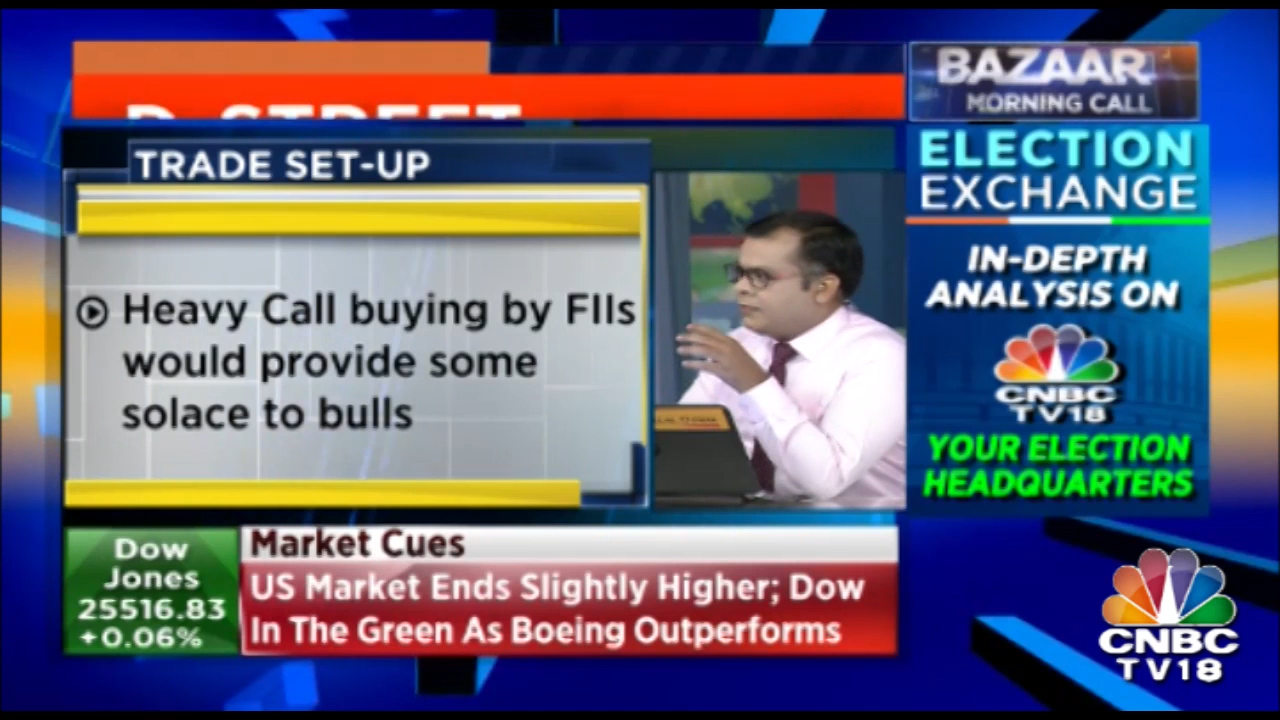 BAZAAR
MORNING CALL
D-STREET
TRADE SET-UP
Heavy Call buying by FIIs
would provide some
solace to bulls
ELECTION
EXCHANGE
IN-DEPTH
ANALYSIS ON
CNBC
TV18
YOUR ELECTION
HEADQUARTERS
Dow
Jones
25516.83
+0.06%
Market Cues
US Market Ends Slightly Higher; Dow
In The Green As Boeing Outperforms
CNBC
TV18